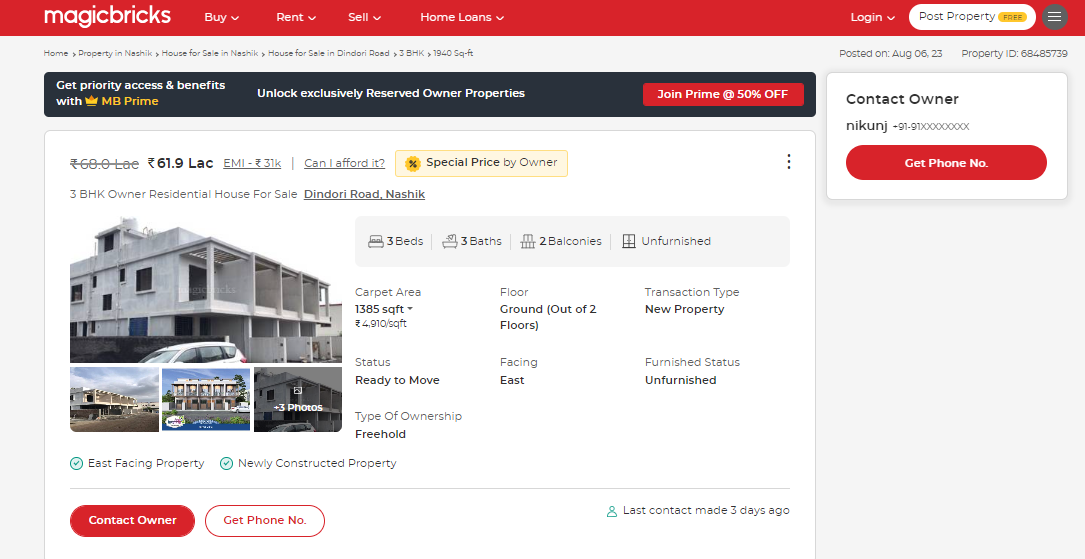 magicbricks
Buy
Rent
Sell
Home Loans
Login
Post Property FREE
Home > Property in Nashik > House for Sale in Nashik > House for Sale in Dindori Road > 3 BHK > 1940 Sq-ft
Posted on: Aug 06, 23 Property ID: 68485739
Get priority access & benefits
with MB Prime
Unlock exclusively Reserved Owner Properties
Join Prime @ 50% OFF
Contact Owner
nikunj +91-91XXXXXXXX
Get Phone No.
₹68.0 Lac ₹61.9 Lac EMI - ₹ 31k | Can I afford it? % Special Price by Owner
3 BHK Owner Residential House For Sale Dindori Road, Nashik
magicbricks
+3 Photos
3 Beds
3 Baths
2 Balconies
Unfurnished
Carpet Area
1385 sqft
₹ 4,910/sqft
Floor
Ground (Out of 2
Floors)
Transaction Type
New Property
Status
Ready to Move
Facing
East
Furnished Status
Unfurnished
Type Of Ownership
Freehold
East Facing Property
Newly Constructed Property
Contact Owner
Get Phone No.
Last contact made 3 days ago